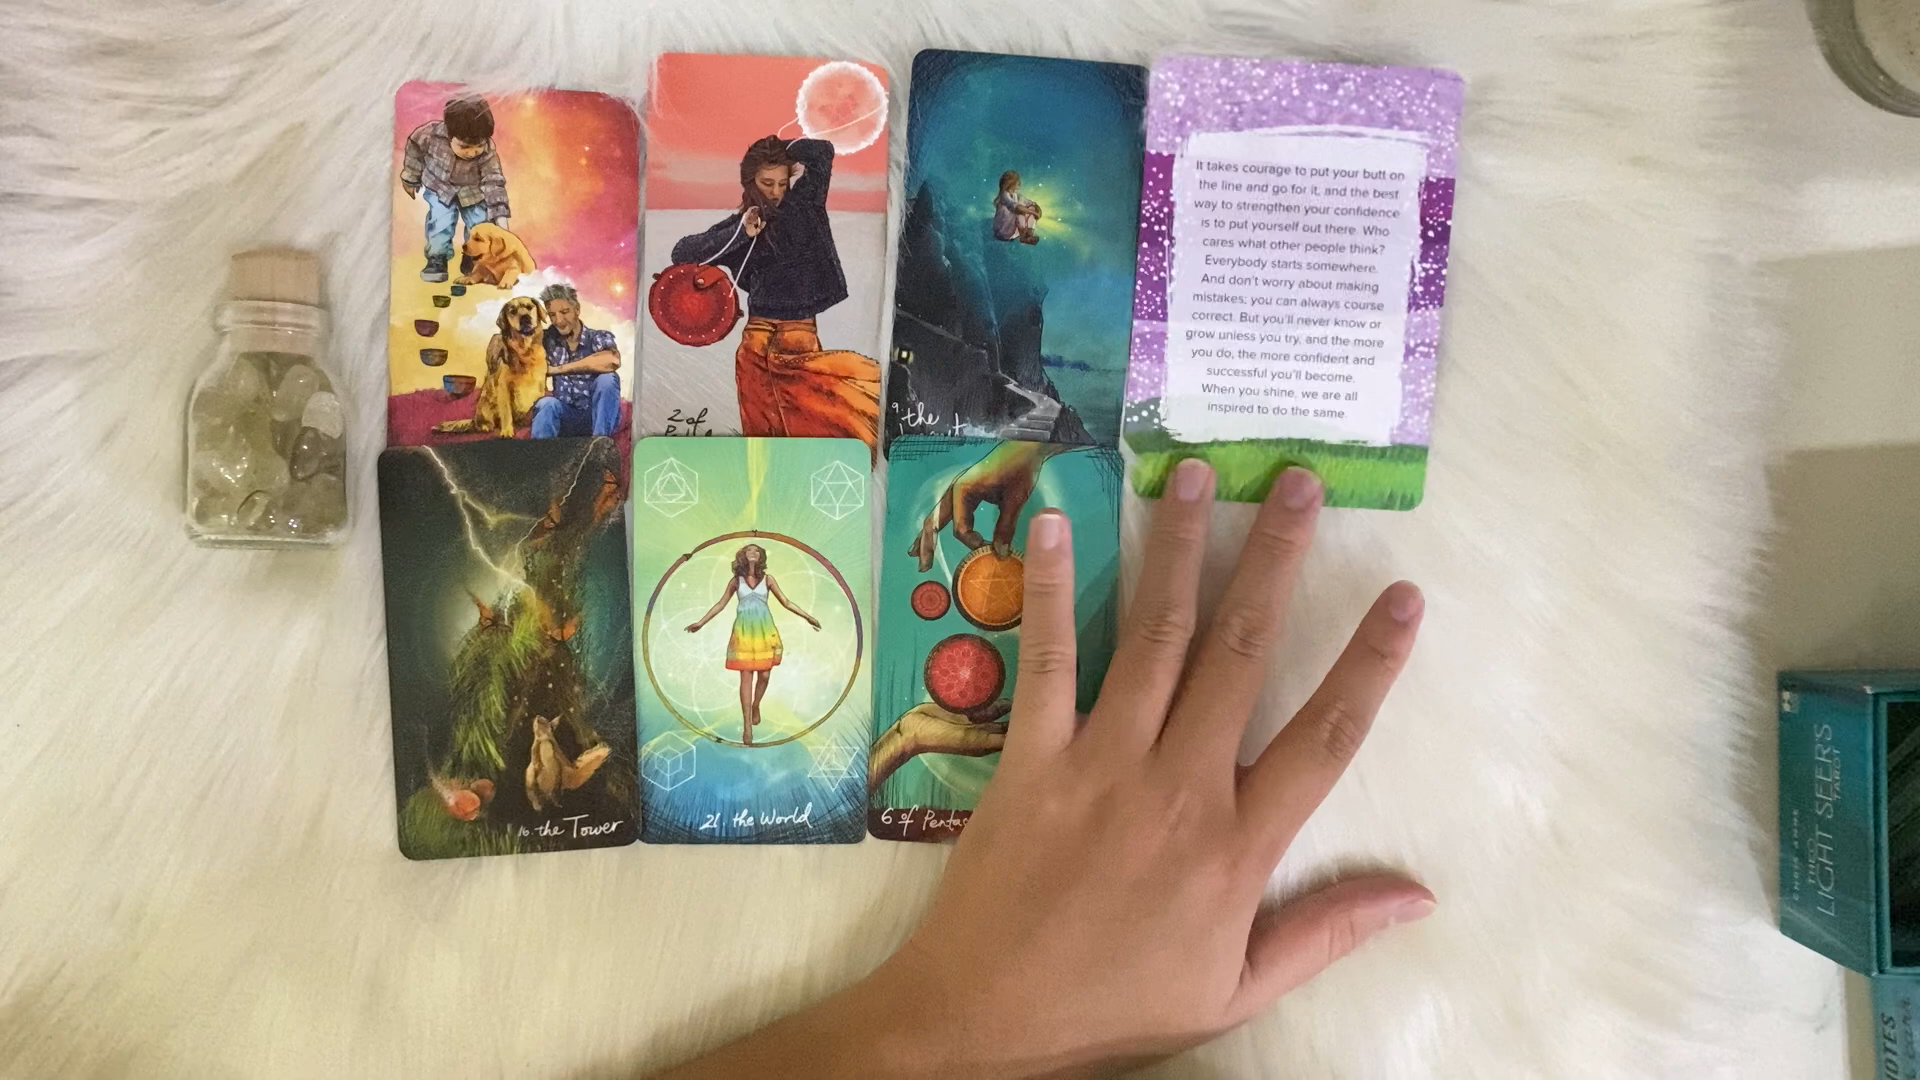 2 of
9. the
It takes courage to put your butt on
the line and go for it, and the best
way to strengthen your confidence
is to put yourself out there. Who
cares what other people think?
Everybody starts somewhere.
And don't worry about making
mistakes; you can always course
correct. But you'll never know or
grow unless you try, and the more
you do, the more confident and
successful you'll become.
When you shine, we are all
inspired to do the same.
16. the Tower
21. the World
6 of
CHRIS-ANNE
THE
LIGHT SEER'S
TAROT